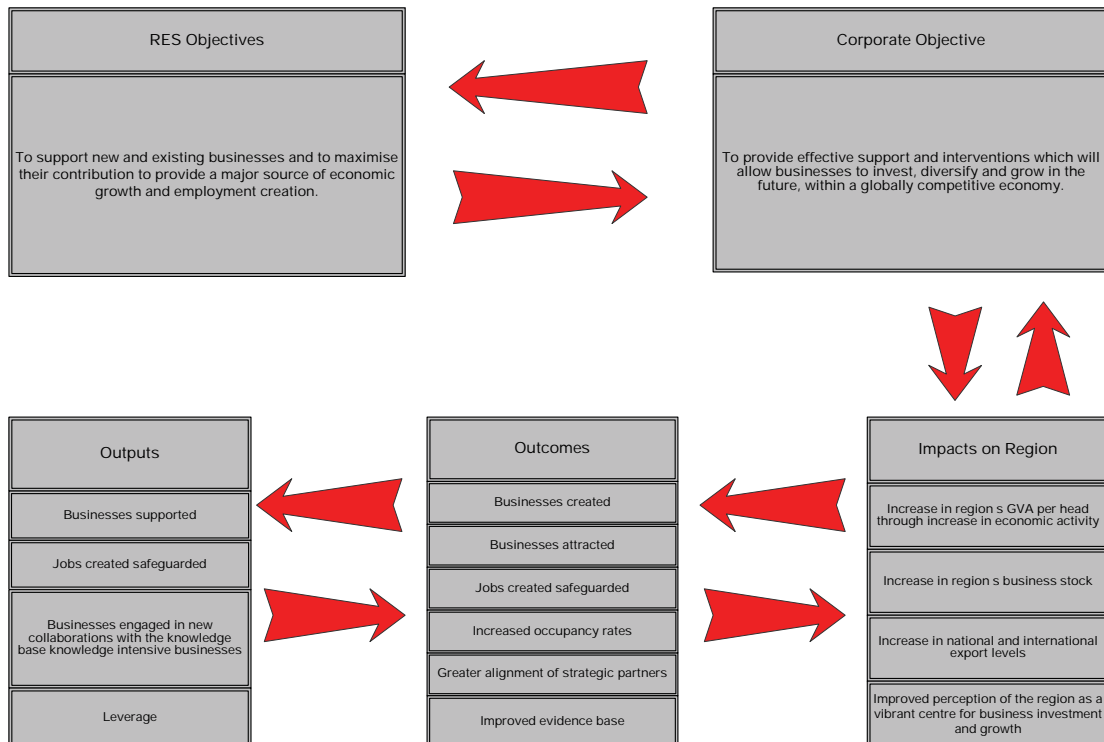 RES Objectives
To support new and existing businesses and to maximise
their contribution to provide a major source of economic
growth and employment creation.
Corporate Objective
To provide effective support and interventions which will
allow businesses to invest, diversify and grow in the
future, within a globally competitive economy.
Outputs
Businesses supported
Jobs created safeguarded
Businesses engaged in new
collaborations with the knowledge
base knowledge intensive businesses
Leverage
Outcomes
Businesses created
Businesses attracted
Jobs created safeguarded
Increased occupancy rates
Greater alignment of strategic partners
Improved evidence base
Impacts on Region
Increase in region s GVA per head
through increase in economic activity
Increase in region s business stock
Increase in national and international
export levels
Improved perception of the region as a
vibrant centre for business investment
and growth